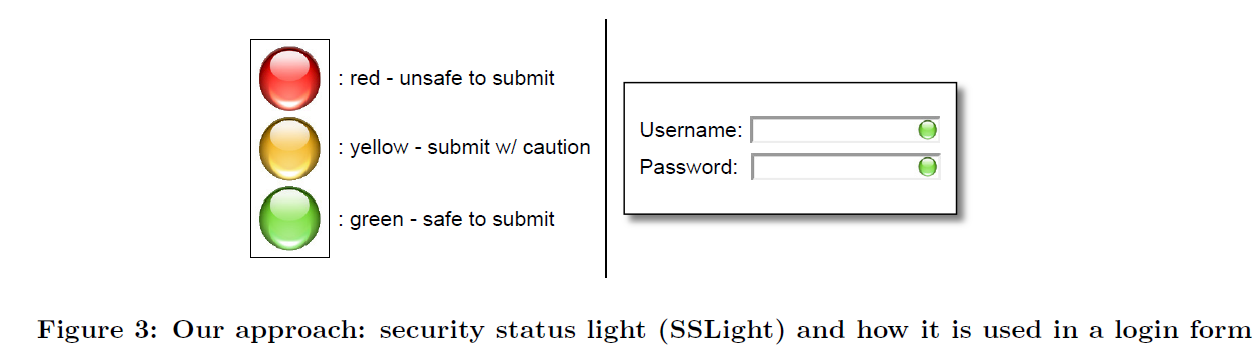 : red - unsafe to submit
: yellow - submit w/ caution
: green - safe to submit
Username:
Password:
Figure 3: Our approach: security status light (SSLight) and how it is used in a login form